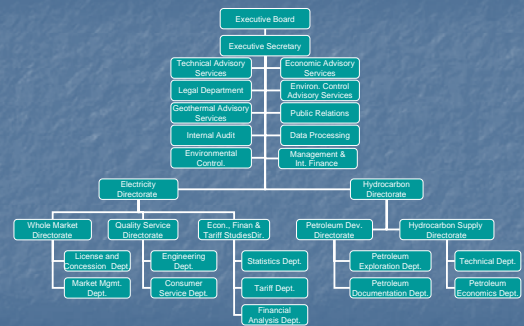 Executive Board
Executive Secretary
Technical Advisory
Services
Economic Advisory
Services
Legal Department
Environ. Control
Advisory Services
Geothermal Advisory
Services
Public Relations
Internal Audit
Data Processing
Environmental
Control.
Management &
Int. Finance
Electricity
Directorate
Hydrocarbon
Directorate
Whole Market
Directorate
Quality Service
Directorate
Econ., Finan &
Tariff StudiesDir.
Petroleum Dev.
Directorate
Hydrocarbon Supply
Directorate
License and
Concession Dept.
Engineering
Dept.
Statistics Dept.
Petroleum
Exploration Dept.
Technical Dept.
Market Mgmt.
Dept.
Consumer
Service Dept.
Tariff Dept.
Petroleum
Documentation Dept.
Petroleum
Economics Dept.
Financial
Analysis Dept.